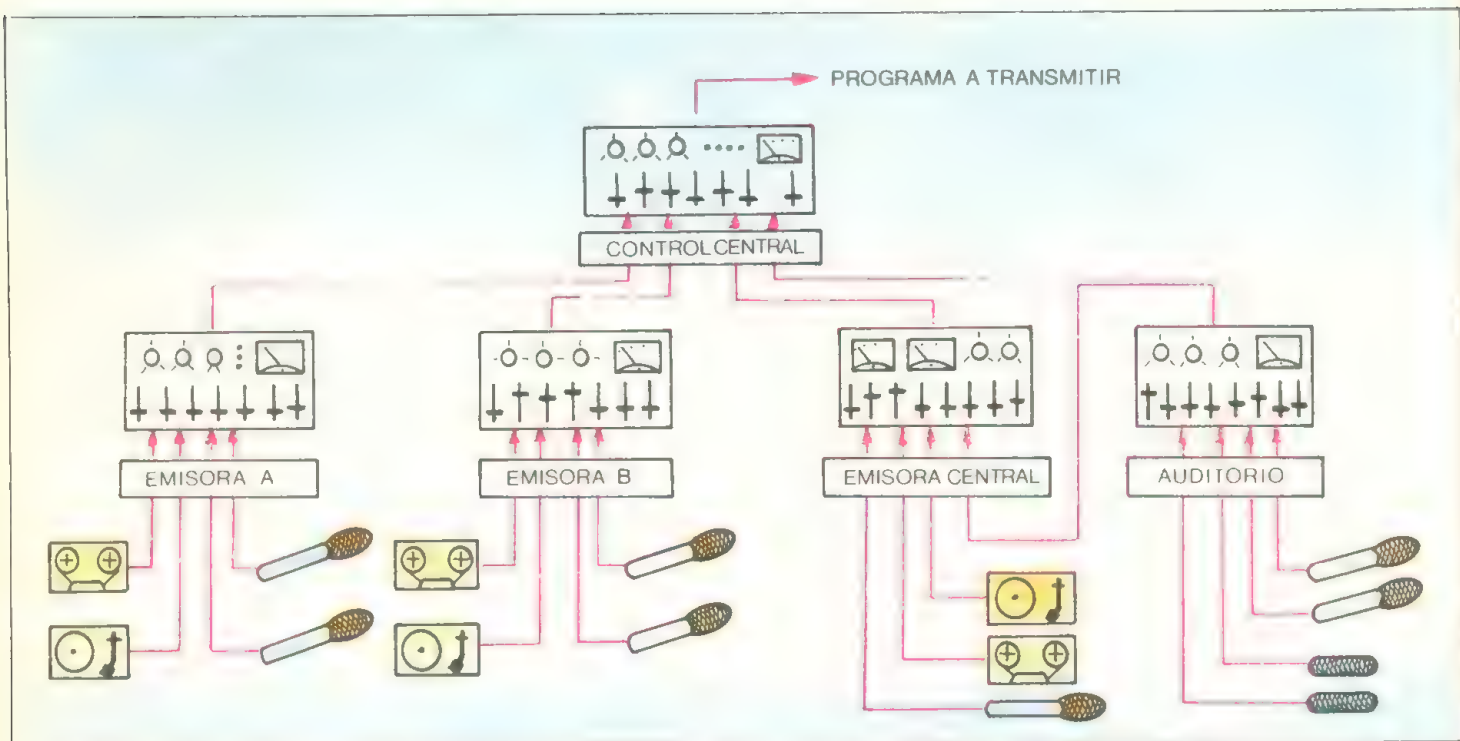 PROGRAMA A TRANSMITIR
CONTROL CENTRAL
EMISORA A
EMISORA B
EMISORA CENTRAL
AUDITORIO